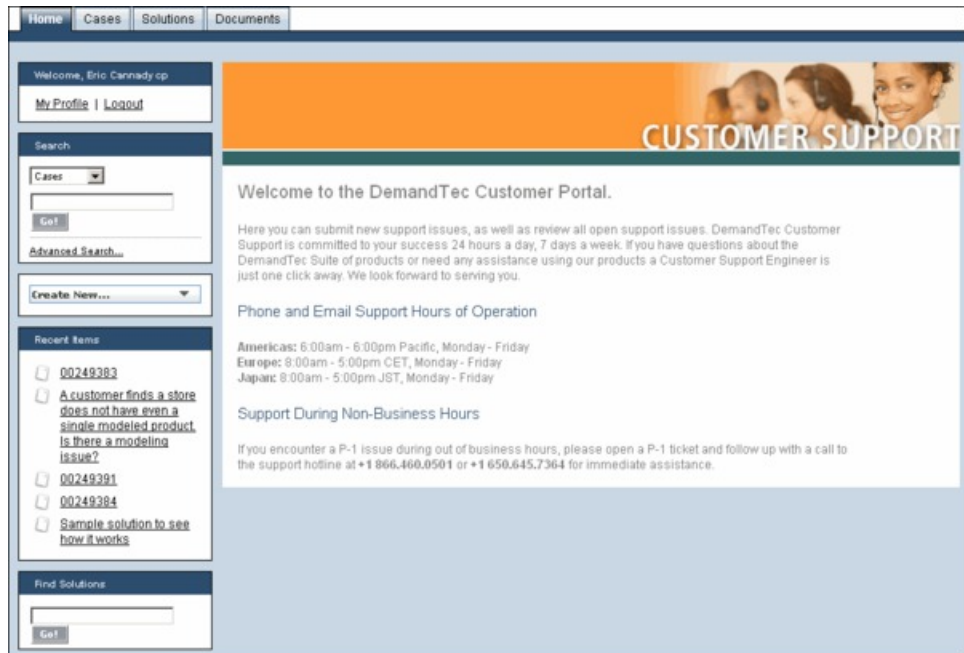 Home Cases Solutions Documents
Welcome, Eric Cannady cp
My Profile | Logout
Search
Cases
Go!
Advanced Search...
Create New...
Recent Items
00249383
A customer finds a store
does not have even a
single modeled product.
Is there a modeling
issue?
00249391
00249384
Sample solution to see
how it works
Find Solutions
Go!
CUSTOMER SUPPORT
Welcome to the DemandTec Customer Portal.
Here you can submit new support issues, as well as review all open support issues. DemandTec Customer
Support is committed to your success 24 hours a day, 7 days a week. If you have questions about the
DemandTec Suite of products or need any assistance using our products a Customer Support Engineer is
just one click away. We look forward to serving you.
Phone and Email Support Hours of Operation
Americas: 6:00am - 6:00pm Pacific, Monday - Friday
Europe: 8:00am - 5:00pm CET, Monday - Friday
Japan: 8:00am - 5:00pm JST, Monday - Friday
Support During Non-Business Hours
If you encounter a P-1 issue during out of business hours, please open a P-1 ticket and follow up with a call to
the support hotline at +1 866.460.0501 or +1 650.645.7364 for immediate assistance.